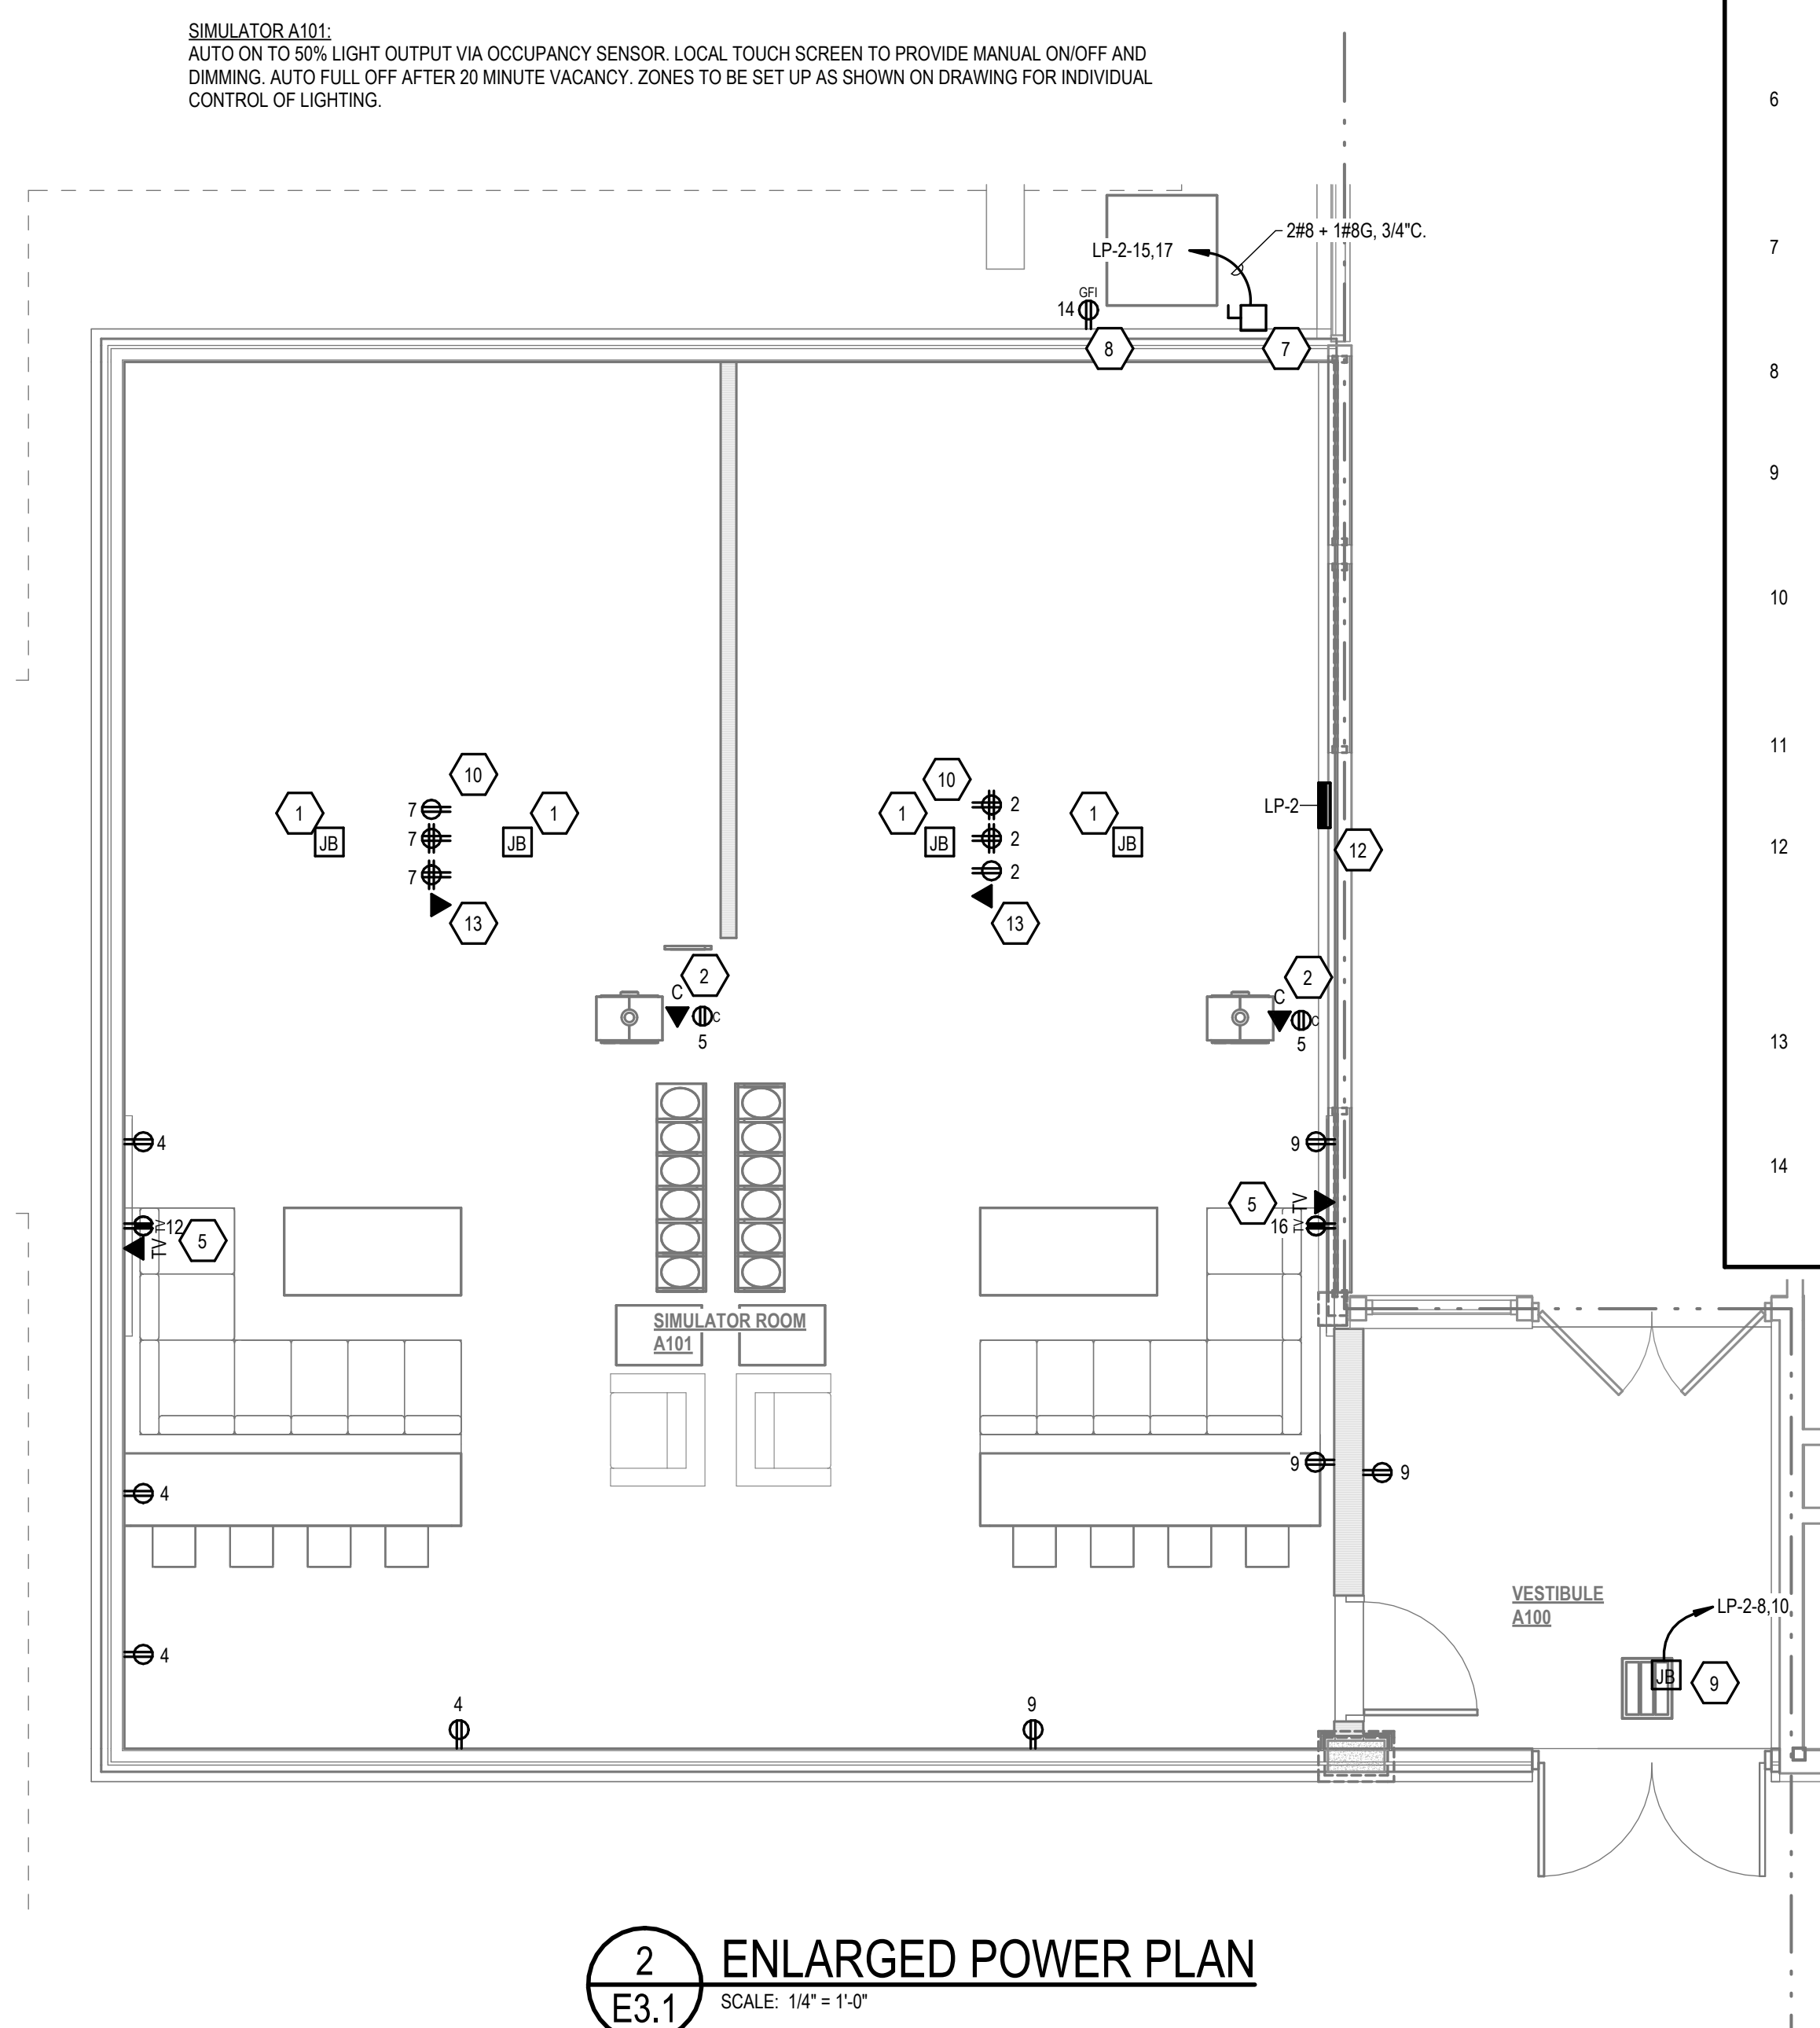 SIMULATOR A101:
AUTO ON TO 50% LIGHT OUTPUT VIA OCCUPANCY SENSOR. LOCAL TOUCH SCREEN TO PROVIDE MANUAL ON/OFF AND
DIMMING. AUTO FULL OFF AFTER 20 MINUTE VACANCY. ZONES TO BE SET UP AS SHOWN ON DRAWING FOR INDIVIDUAL
CONTROL OF LIGHTING.
6
7
8
9
10
11
12
13
14
2#8 + 1#8G, 3/4"C.
LP-2-15,17
GFI
14
8
7
10
10
1
1
1
1
7
7
7
JB
JB
JB
JB
2
2
2
LP-2
12
13
13
2
2
C
C
C
C
5
5
4
9
5
TV
TV
12
TV
5
16
TV
SIMULATOR ROOM
A101
9
9
4
4
VESTIBULE
A100
LP-2-8,10
JB
9
4
9
2
E3.1
ENLARGED POWER PLAN
SCALE: 1/4" = 1'-0"